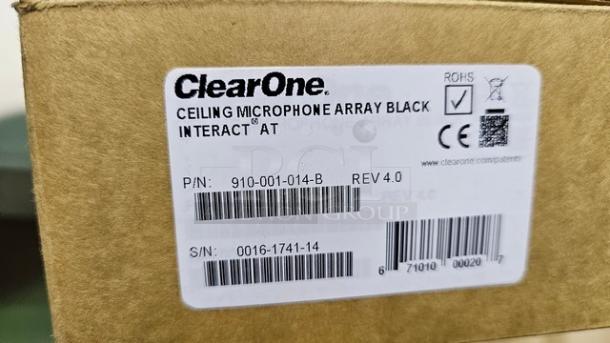 ClearOne.
CEILING MICROPHONE ARRAY BLACK
INTERACT® AT
ROHS
CE
www.clearone.com/patents
P/N: 910-001-014-B REV 4.0
S/N: 0016-1741-14
6 71010 00020 7
GROUP